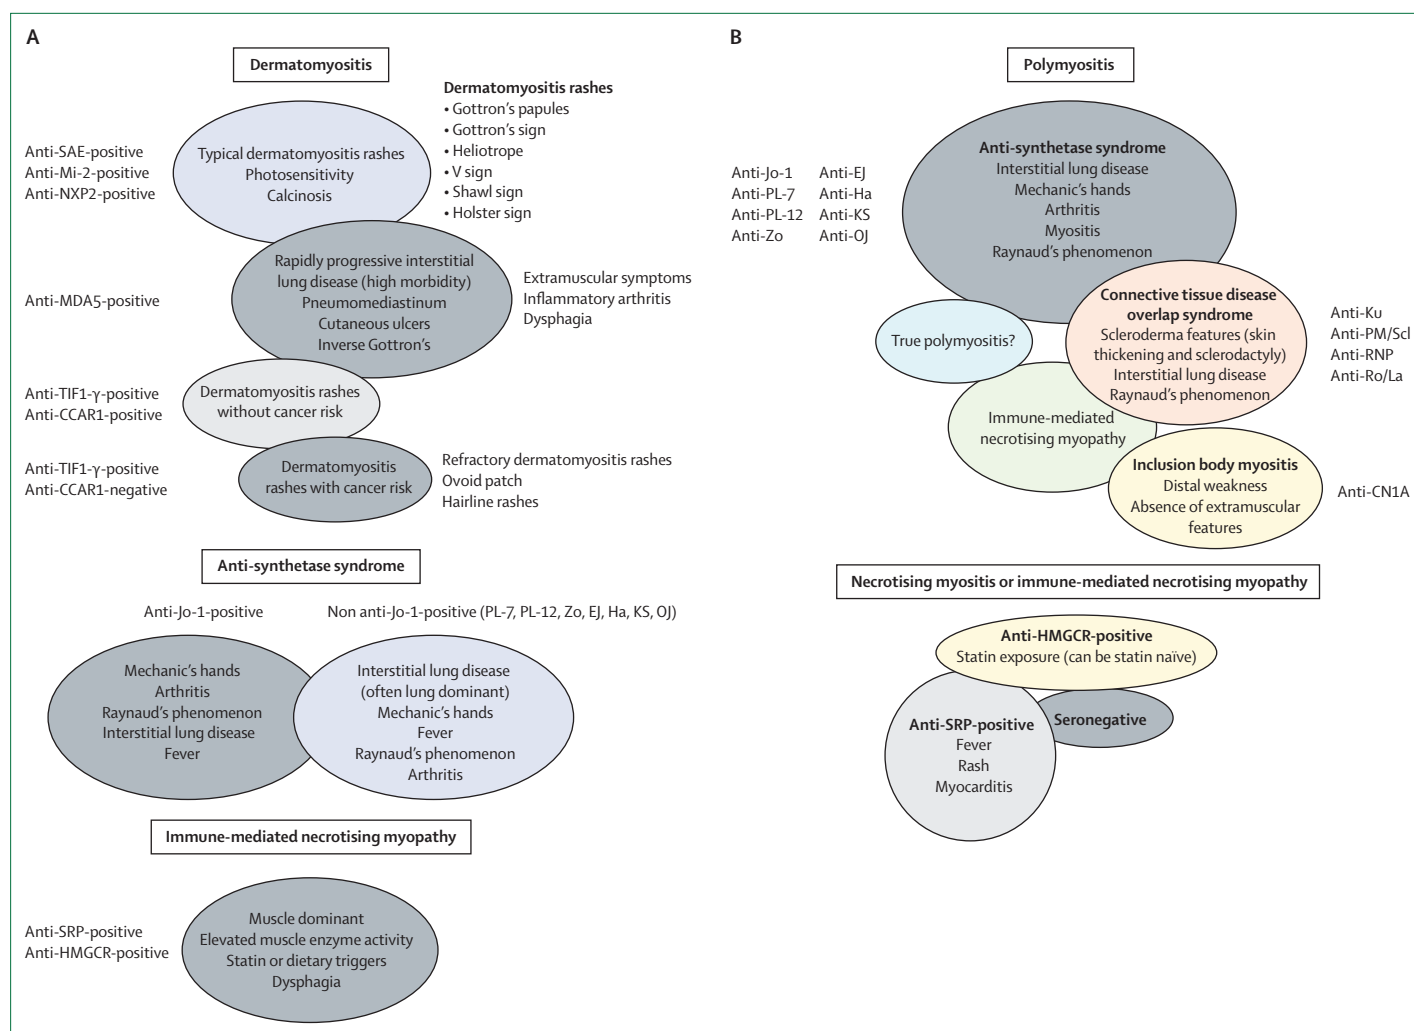 A
Dermatomyositis
Dermatomyositis rashes
• Gottron's papules
• Gottron's sign
• Heliotrope
• V sign
• Shawl sign
• Holster sign
Anti-SAE-positive
Anti-Mi-2-positive
Anti-NXP2-positive
Typical dermatomyositis rashes
Photosensitivity
Calcinosis
Anti-MDA5-positive
Rapidly progressive interstitial
lung disease (high morbidity)
Pneumomediastinum
Cutaneous ulcers
Inverse Gottron's
Extramuscular symptoms
Inflammatory arthritis
Dysphagia
Anti-TIF1-γ-positive
Anti-CCAR1-positive
Dermatomyositis rashes
without cancer risk
Anti-TIF1-γ-positive
Anti-CCAR1-negative
Dermatomyositis
rashes with cancer risk
Refractory dermatomyositis rashes
Ovoid patch
Hairline rashes
Anti-synthetase syndrome
Anti-Jo-1-positive
Non anti-Jo-1-positive (PL-7, PL-12, Zo, EJ, Ha, KS, OJ)
Mechanic's hands
Arthritis
Raynaud's phenomenon
Interstitial lung disease
Fever
Interstitial lung disease
(often lung dominant)
Mechanic's hands
Fever
Raynaud's phenomenon
Arthritis
Immune-mediated necrotising myopathy
Anti-SRP-positive
Anti-HMGCR-positive
Muscle dominant
Elevated muscle enzyme activity
Statin or dietary triggers
Dysphagia
B
Polymyositis
Anti-Jo-1 Anti-EJ
Anti-PL-7 Anti-Ha
Anti-PL-12 Anti-KS
Anti-Zo Anti-OJ
Anti-synthetase syndrome
Interstitial lung disease
Mechanic's hands
Arthritis
Myositis
Raynaud's phenomenon
Connective tissue disease
overlap syndrome
Scleroderma features (skin
thickening and sclerodactyly)
Interstitial lung disease
Raynaud's phenomenon
Anti-Ku
Anti-PM/Scl
Anti-RNP
Anti-Ro/La
True polymyositis?
Immune-mediated
necrotising myopathy
Inclusion body myositis
Distal weakness
Absence of extramuscular
features
Anti-CN1A
Necrotising myositis or immune-mediated necrotising myopathy
Anti-HMGCR-positive
Statin exposure (can be statin naïve)
Anti-SRP-positive
Fever
Rash
Myocarditis
Seronegative